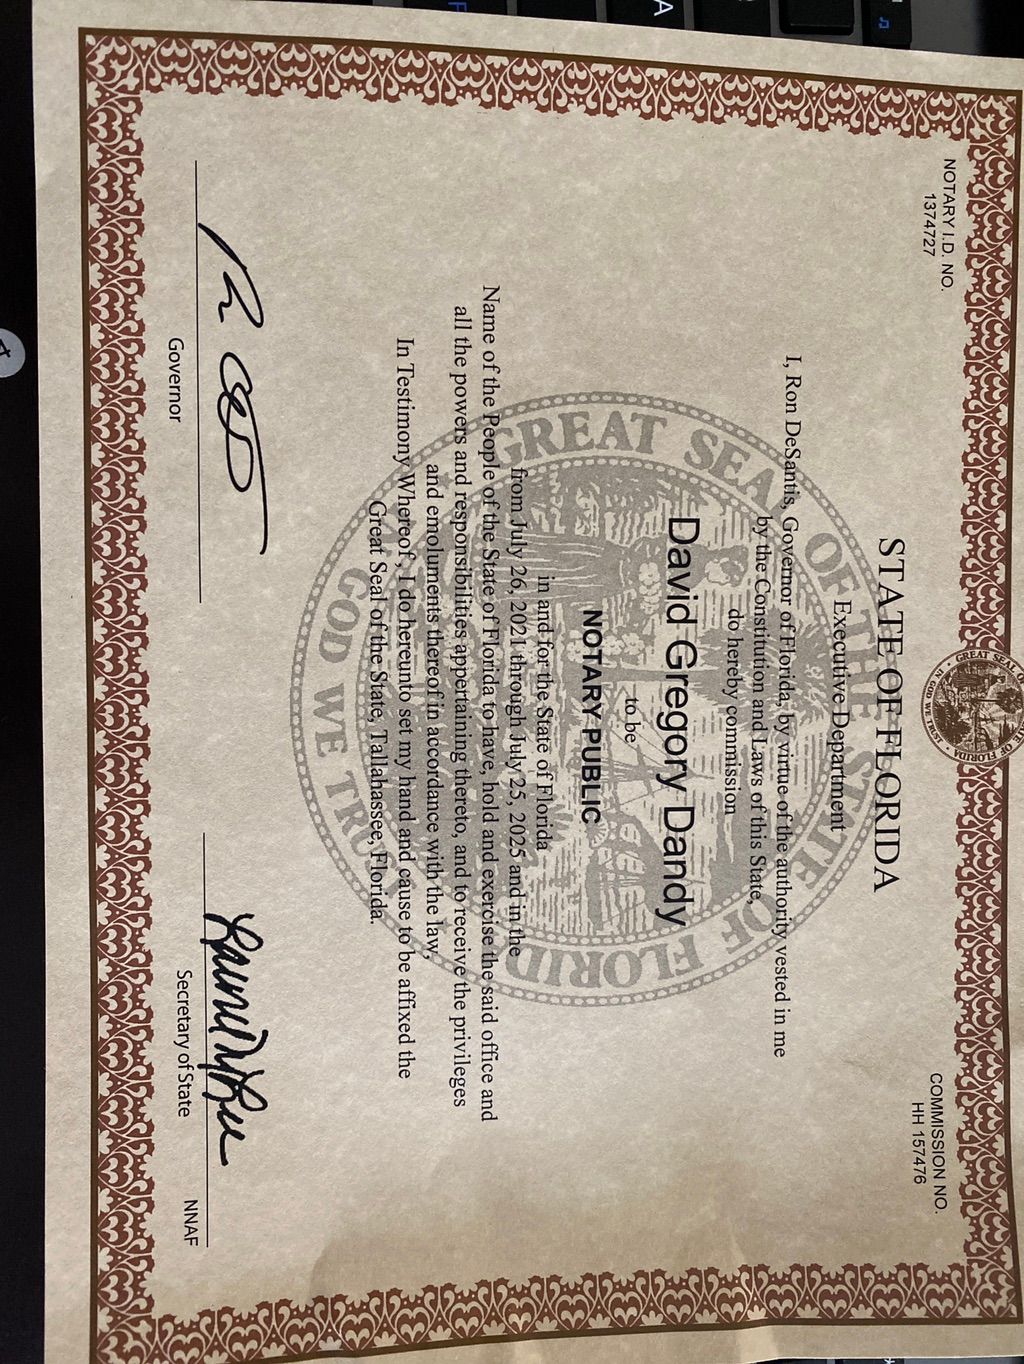 NOTARY I.D. NO.
1374727
COMMISSION NO.
HH 157476
STATE OF FLORIDA
Executive Department
I, Ron DeSantis, Governor of Florida, by virtue of the authority vested in me
by the Constitution and Laws of this State,
do hereby commission
David Gregory Dandy
to be
NOTARY PUBLIC
in and for the State of Florida
from July 26, 2021 through July 25, 2025 and in the
Name of the People of the State of Florida to have, hold and exercise the said office and
all the powers and responsibilities appertaining thereto, and to receive the privileges
and emoluments thereof in accordance with the law.
In Testimony Whereof, I do hereunto set my hand and cause to be affixed the
Great Seal of the State, Tallahassee, Florida.
Governor
Secretary of State
NNAF
GREAT SEAL OF THE STATE OF FLORIDA
IN GOD WE TRUST